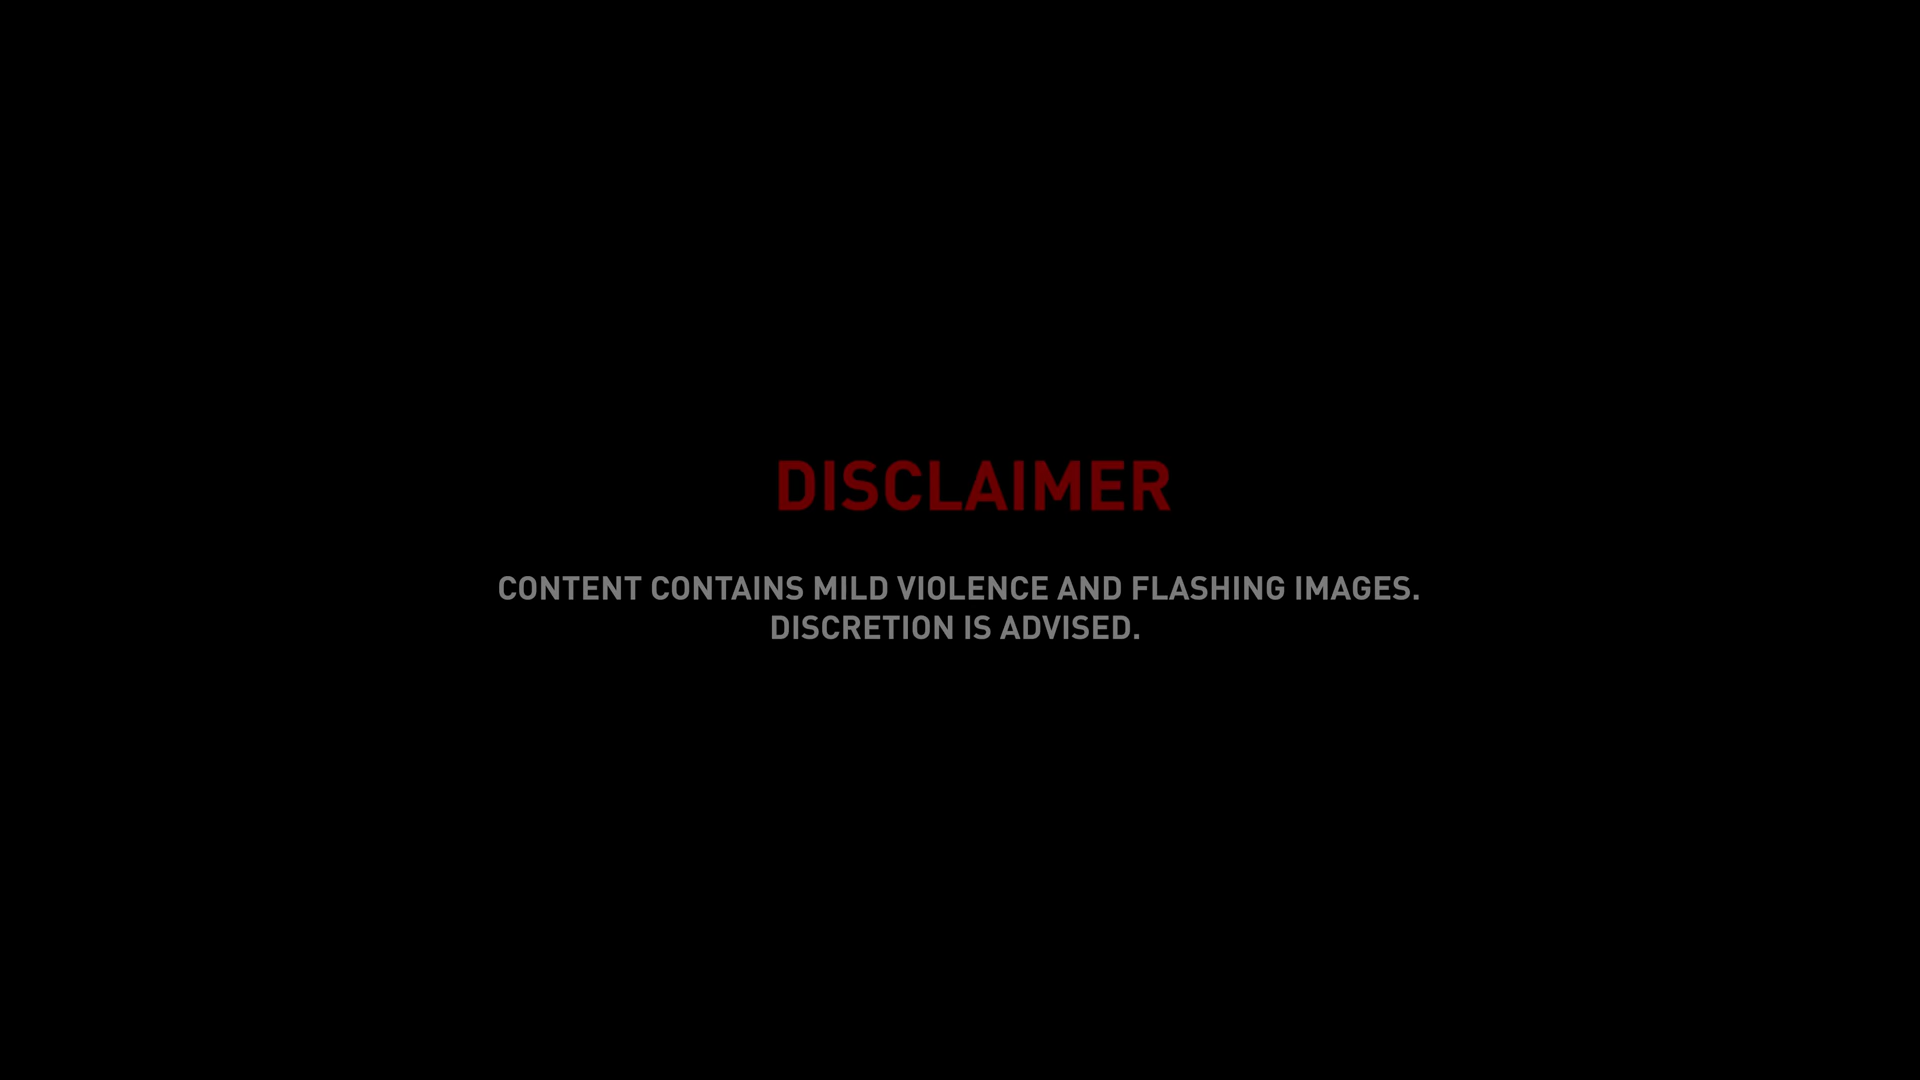 DISCLAIMER
CONTENT CONTAINS MILD VIOLENCE AND FLASHING IMAGES.
DISCRETION IS ADVISED.